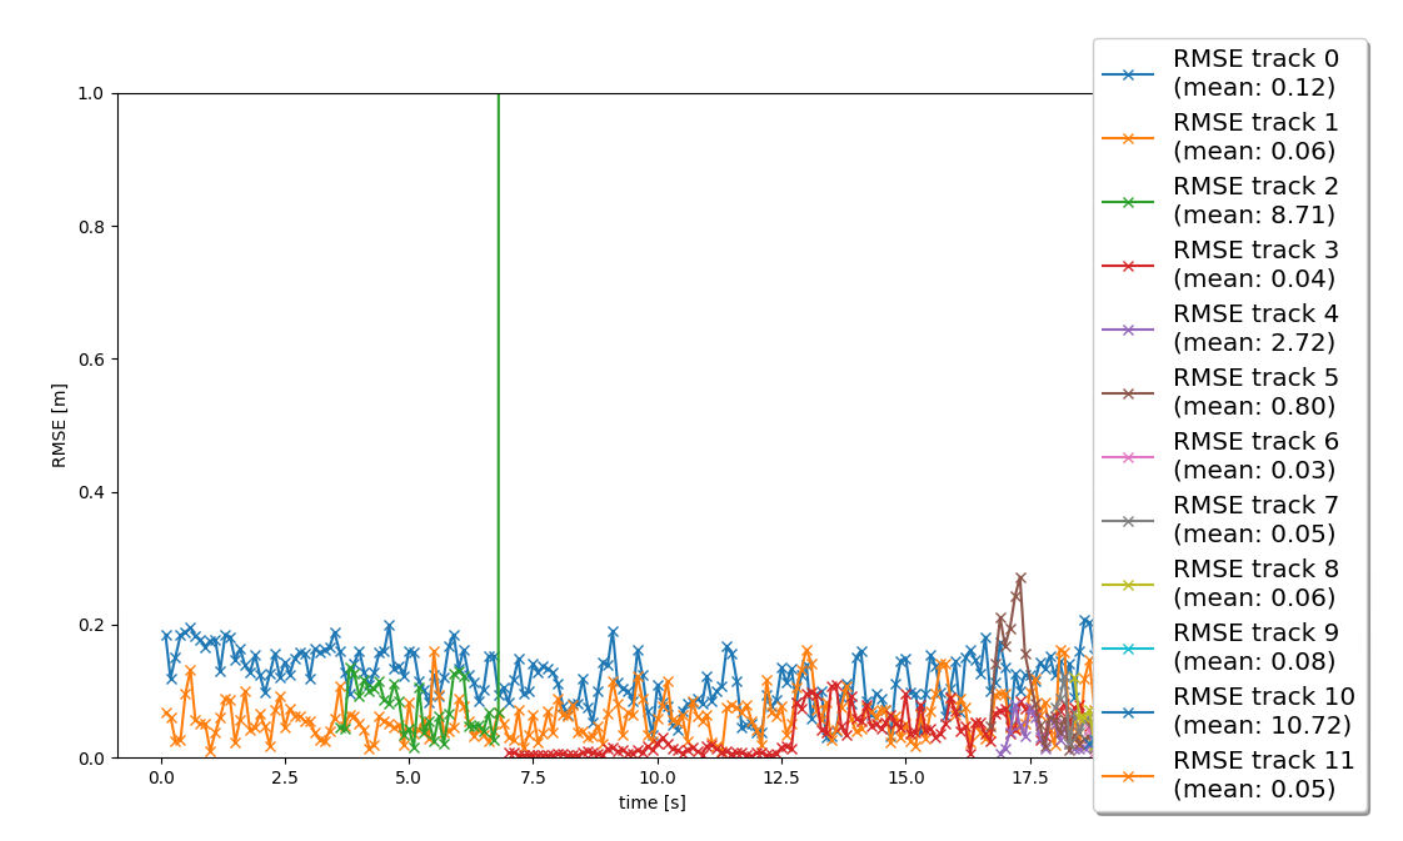 1.0
0.8
0.6
0.4
0.2
0.0
RMSE [m]
0.0 2.5 5.0 7.5 10.0 12.5 15.0 17.5
time [s]
RMSE track 0
(mean: 0.12)
RMSE track 1
(mean: 0.06)
RMSE track 2
(mean: 8.71)
RMSE track 3
(mean: 0.04)
RMSE track 4
(mean: 2.72)
RMSE track 5
(mean: 0.80)
RMSE track 6
(mean: 0.03)
RMSE track 7
(mean: 0.05)
RMSE track 8
(mean: 0.06)
RMSE track 9
(mean: 0.08)
RMSE track 10
(mean: 10.72)
RMSE track 11
(mean: 0.05)